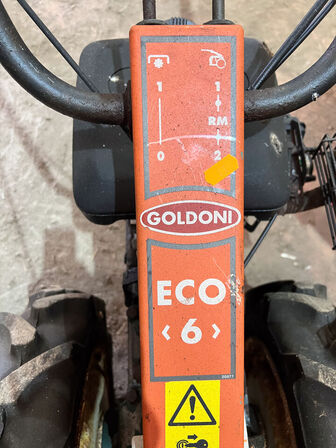 1 1
RM
0 2
GOLDONI
ECO
‹ 6 ›